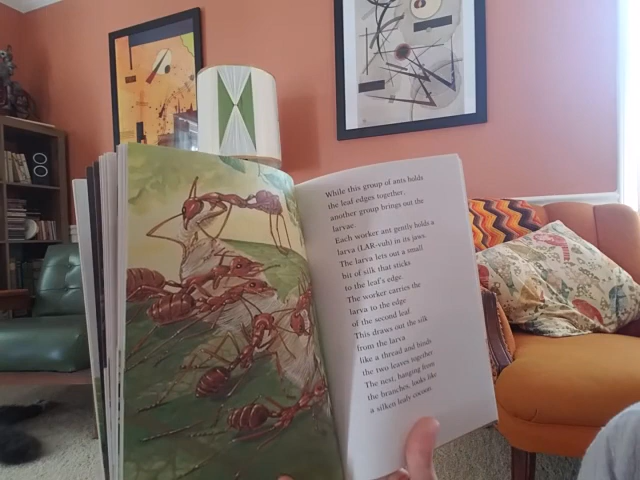 While this group of ants holds
the leaf edges together,
another group brings out the
larvae.
Each worker ant gently holds a
larva (LAR-vuh) in its jaws.
The larva lets out a small
bit of silk that sticks
to the leaf's edge.
The worker carries the
larva to the edge
of the second leaf
This draws out the silk
from the larva
like a thread and binds
the two leaves together
The nest, hanging from
the branches, looks like
a silken leafy cocoon